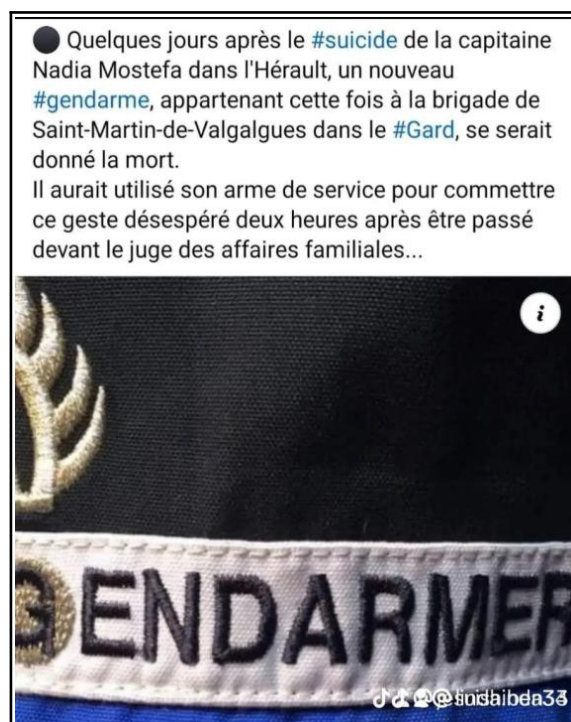 Quelques jours après le #suicide de la capitaine
Nadia Mostefa dans l'Hérault, un nouveau
#gendarme, appartenant cette fois à la brigade de
Saint-Martin-de-Valgalgues dans le #Gard, se serait
donné la mort.
Il aurait utilisé son arme de service pour commettre
ce geste désespéré deux heures après être passé
devant le juge des affaires familiales...
i
GENDARMER